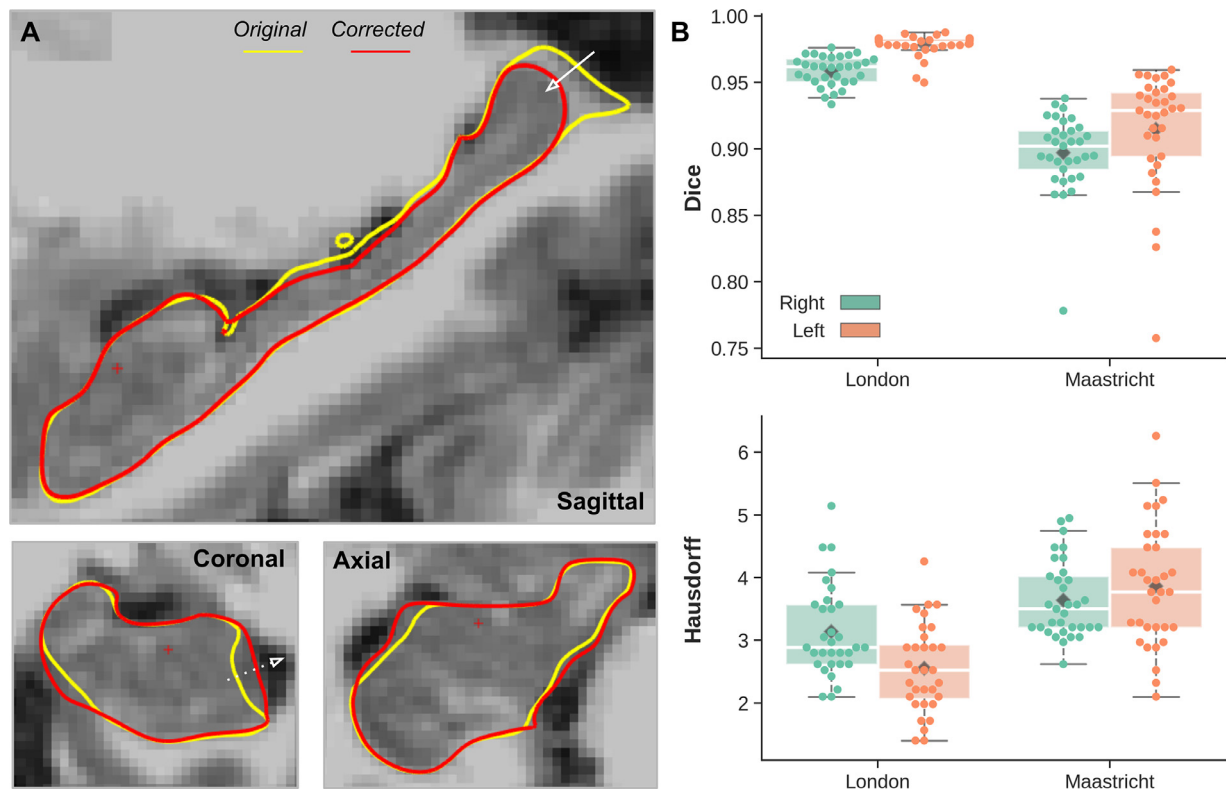 A
Original Corrected
Sagittal
Coronal
Axial
B
Dice
1.00
0.95
0.90
0.85
0.80
0.75
Right
Left
London Maastricht
Hausdorff
6
5
4
3
2
London Maastricht